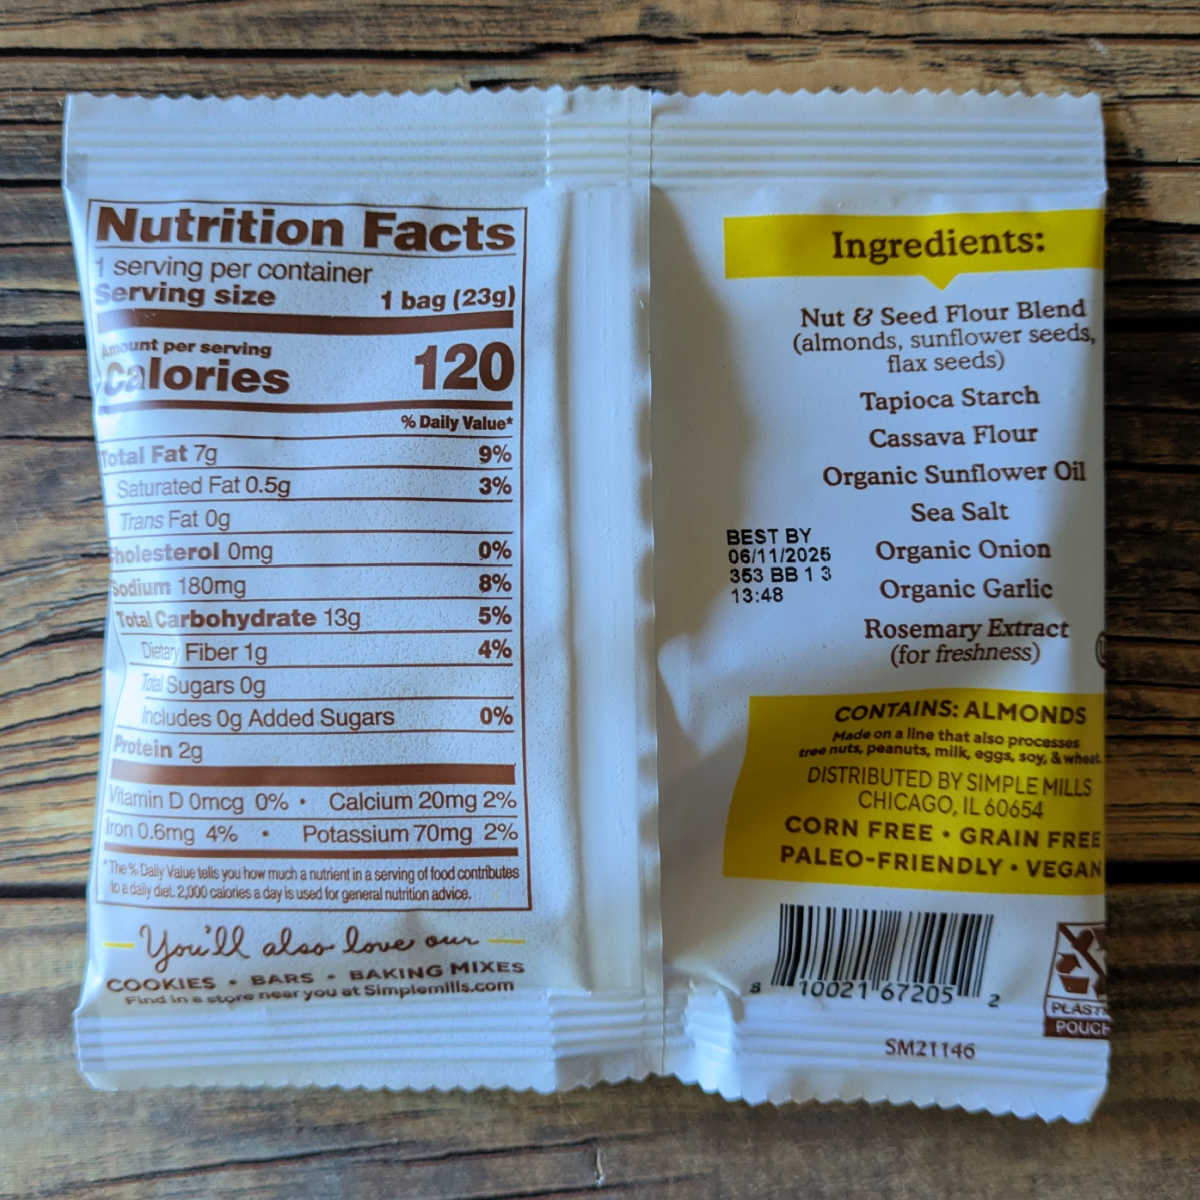 Nutrition Facts
1 serving per container
Serving size 1 bag (23g)
Amount per serving
Calories 120
% Daily Value*
Total Fat 7g 9%
Saturated Fat 0.5g 3%
Trans Fat 0g
Cholesterol 0mg 0%
Sodium 180mg 8%
Total Carbohydrate 13g 5%
Dietary Fiber 1g 4%
Total Sugars 0g
Includes 0g Added Sugars 0%
Protein 2g
Vitamin D 0mcg 0% • Calcium 20mg 2%
Iron 0.6mg 4% • Potassium 70mg 2%
*The % Daily Value tells you how much a nutrient in a serving of food contributes
to a daily diet. 2,000 calories a day is used for general nutrition advice.
You'll also love our
COOKIES • BARS • BAKING MIXES
Find in a store near you at Simplemills.com
Ingredients:
Nut & Seed Flour Blend
(almonds, sunflower seeds,
flax seeds)
Tapioca Starch
Cassava Flour
Organic Sunflower Oil
Sea Salt
Organic Onion
Organic Garlic
Rosemary Extract
(for freshness)
BEST BY
06/11/2025
353 BB 1 3
13:48
CONTAINS: ALMONDS
Made on a line that also processes
tree nuts, peanuts, milk, eggs, soy, & wheat.
DISTRIBUTED BY SIMPLE MILLS
CHICAGO, IL 60654
CORN FREE • GRAIN FREE
PALEO-FRIENDLY • VEGAN
8 10021 67205 2
PLAST
POUCH
SM21146